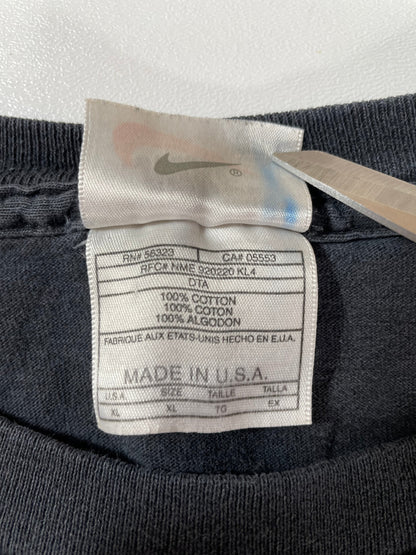 ®
RN# 56323 CA# 05553
RFC# NME 920220 KL4
DTA
100% COTTON
100% COTON
100% ALGODON
FABRIQUE AUX ETATS-UNIS HECHO EN E.U.A.
MADE IN U.S.A.
U.S.A. SIZE TAILLE TALLA
XL XL TG EX